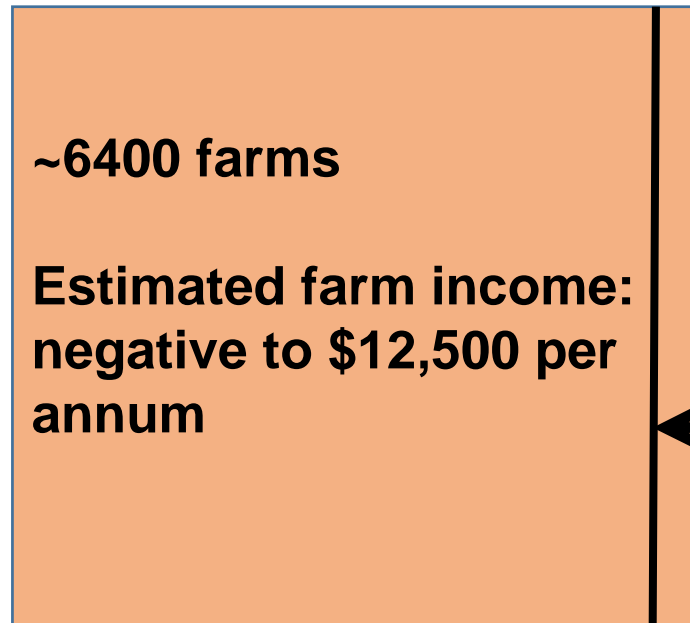 ~6400 farms
Estimated farm income:
negative to $12,500 per
annum